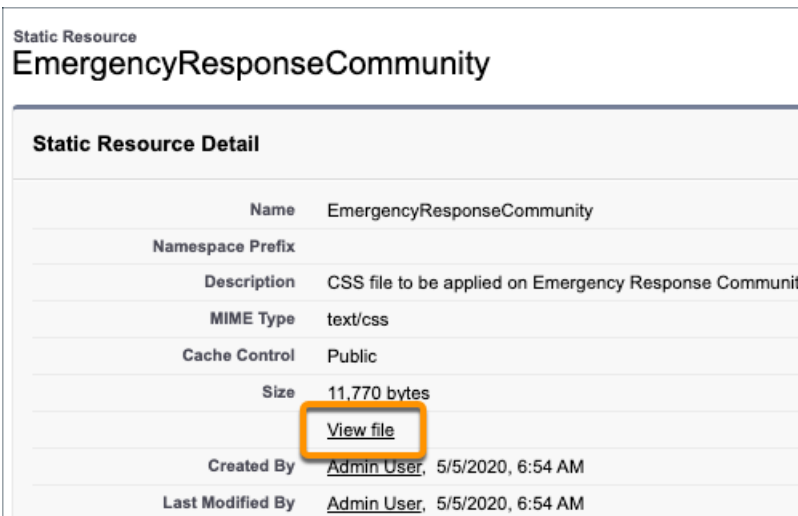 Static Resource
EmergencyResponseCommunity
Static Resource Detail
Name EmergencyResponseCommunity
Namespace Prefix
Description CSS file to be applied on Emergency Response Communit
MIME Type text/css
Cache Control Public
Size 11,770 bytes
View file
Created By Admin User, 5/5/2020, 6:54 AM
Last Modified By Admin User, 5/5/2020, 6:54 AM